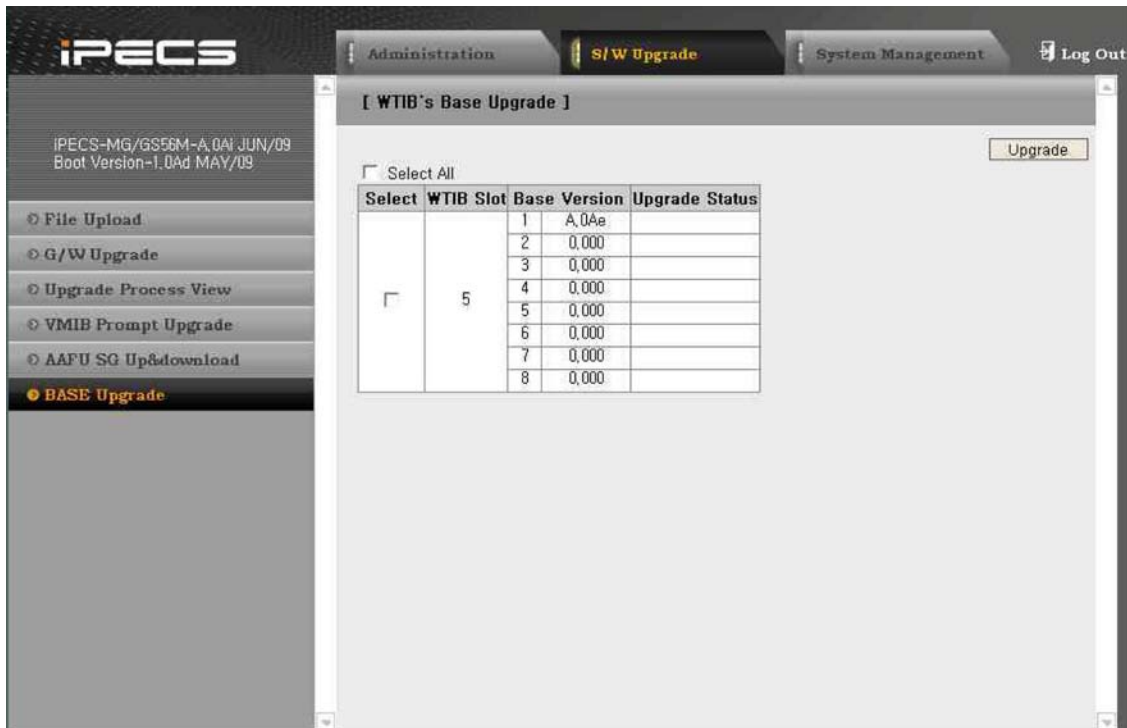 iPECS
Administration
S/W Upgrade
System Management
Log Out
iPECS-MG/GS56M-A.0Ai JUN/09
Boot Version-1.0Ad MAY/09
File Upload
G/W Upgrade
Upgrade Process View
VMIB Prompt Upgrade
AAFU SG Up&download
BASE Upgrade
[ WTIB's Base Upgrade ]
Upgrade
Select All
Select WTIB Slot Base Version Upgrade Status
5
1 A.0Ae
2 0.000
3 0.000
4 0.000
5 0.000
6 0.000
7 0.000
8 0.000